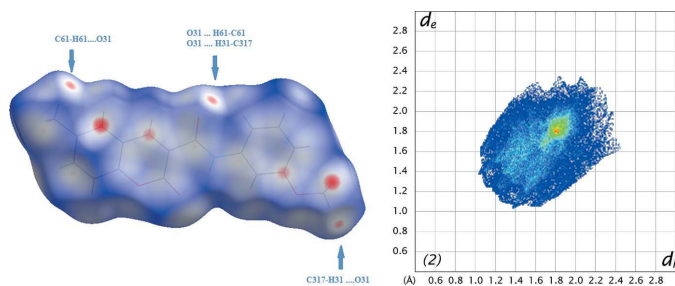 C61-H61....O31
O31 ... H61-C61
O31 .... H31-C317
C317-H31 ....O31
de
2.8
2.6
2.4
2.2
2.0
1.8
1.6
1.4
1.2
1.0
0.8
0.6
(2)
di
(Å) 0.6 0.8 1.0 1.2 1.4 1.6 1.8 2.0 2.2 2.4 2.6 2.8